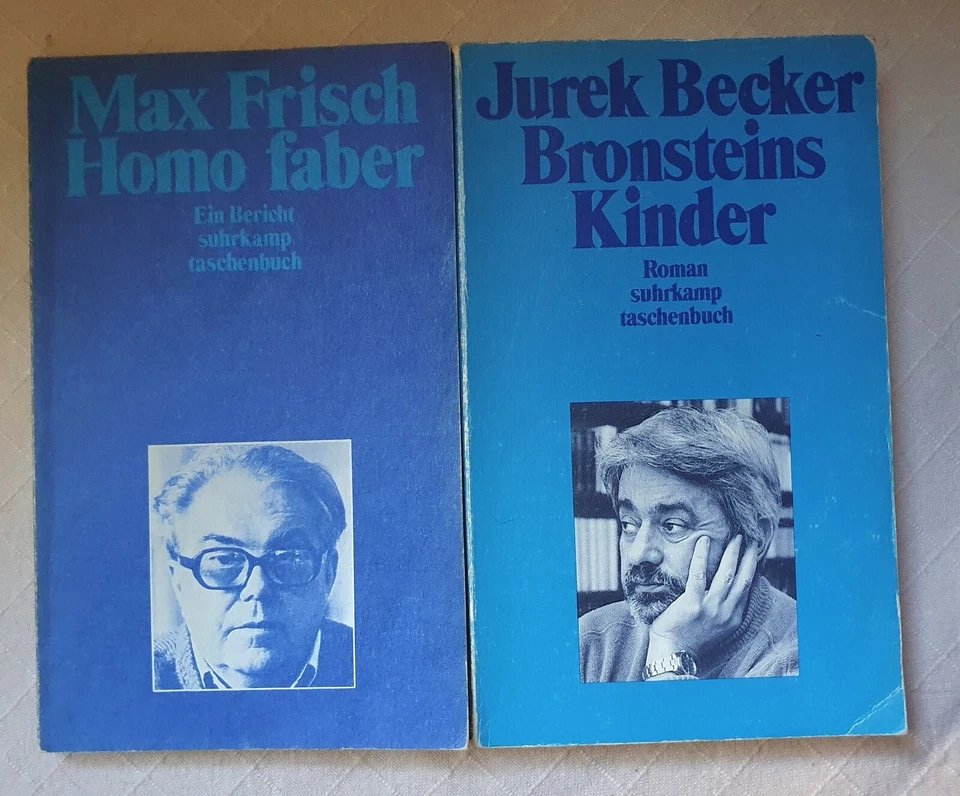 Max Frisch
Homo faber
Ein Bericht
suhrkamp
taschenbuch
Jurek Becker
Bronsteins
Kinder
Roman
suhrkamp
taschenbuch